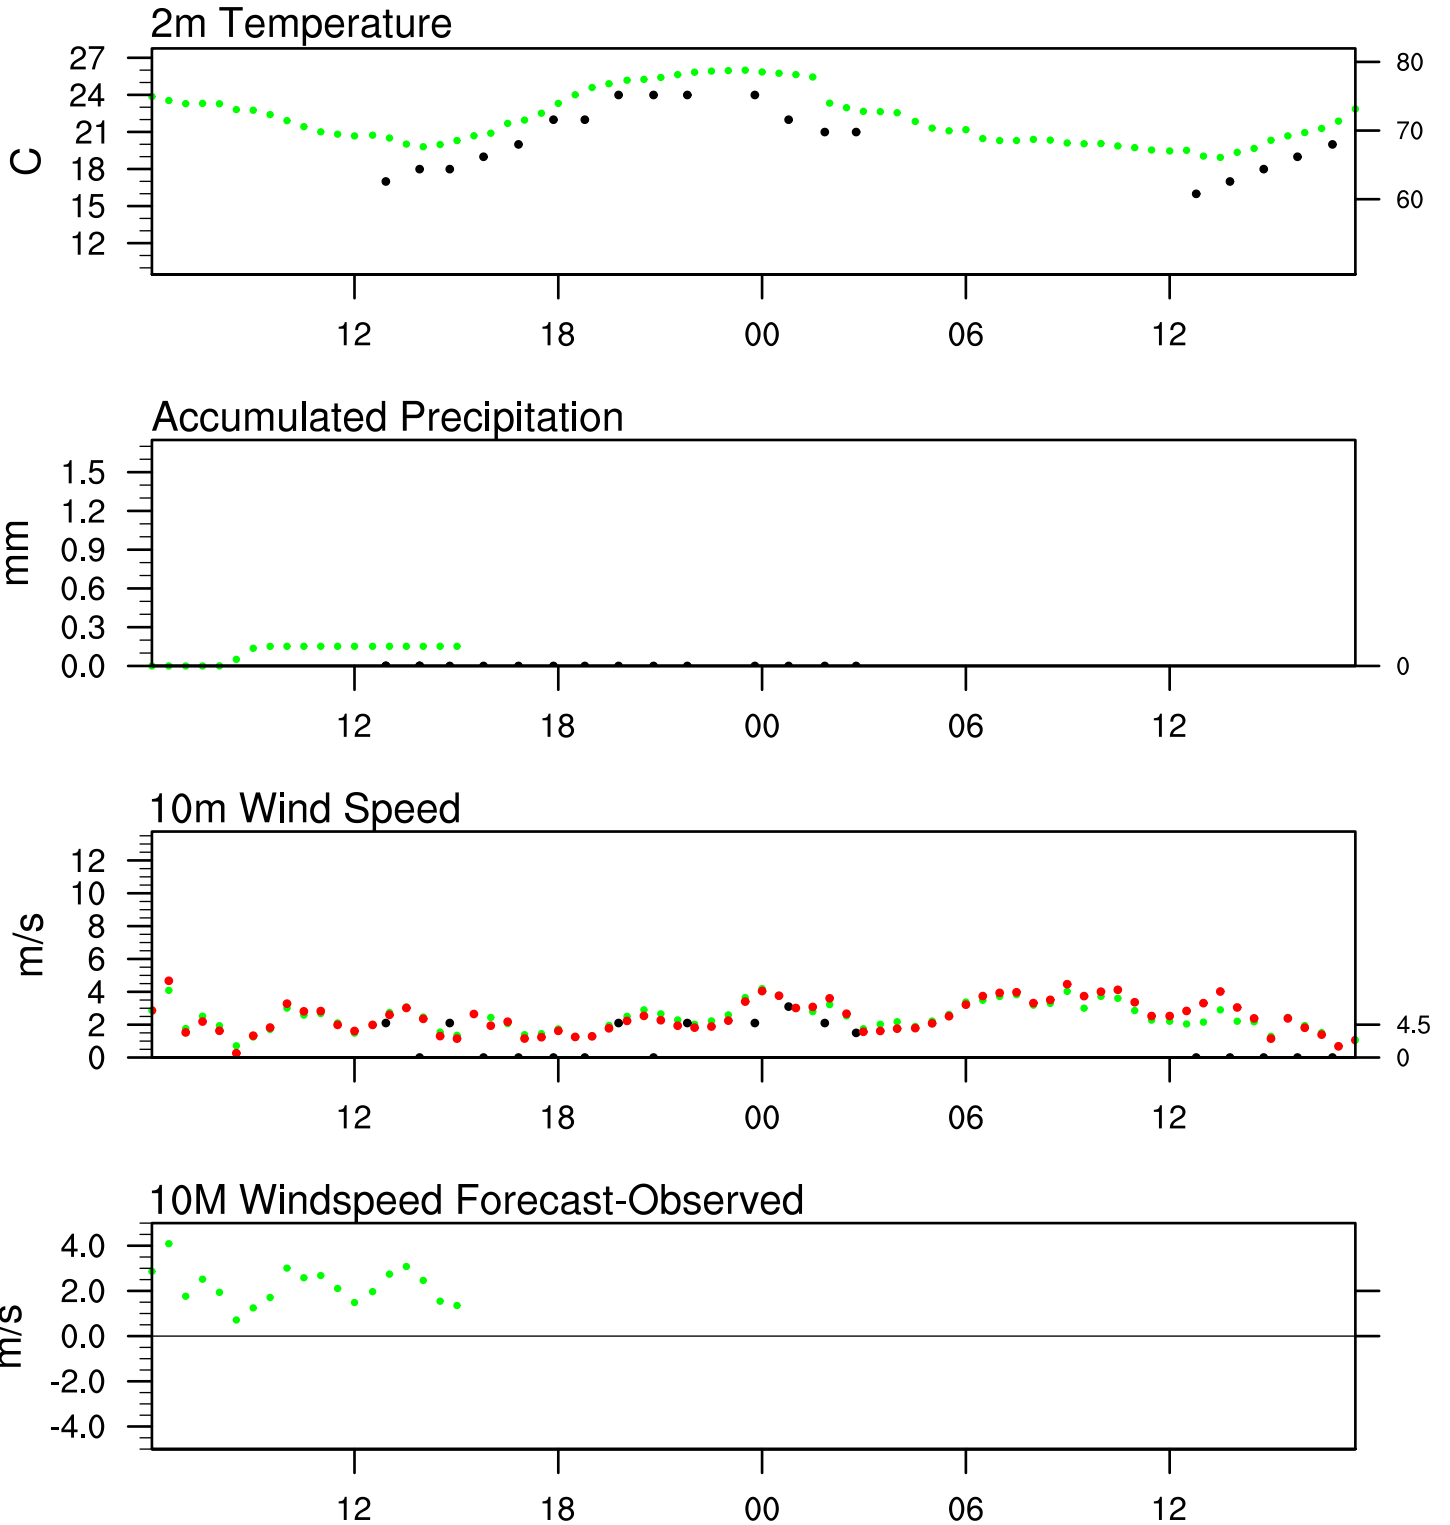 2m Temperature
27
24
21
18
15
12
C
80
70
60
12 18 00 06 12
Accumulated Precipitation
1.5
1.2
0.9
0.6
0.3
0.0
mm
0
12 18 00 06 12
10m Wind Speed
12
10
8
6
4
2
0
m/s
4.5
0
12 18 00 06 12
10M Windspeed Forecast-Observed
4.0
2.0
0.0
-2.0
-4.0
m/s
12 18 00 06 12